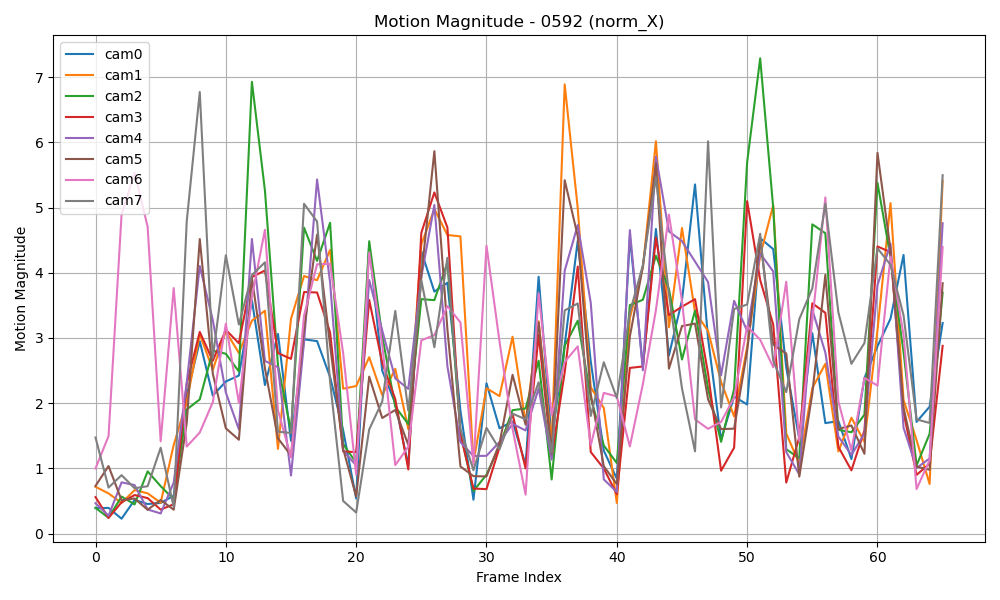 Motion Magnitude - 0592 (norm_X)
cam0
cam1
cam2
cam3
cam4
cam5
cam6
cam7
Motion Magnitude
7
6
5
4
3
2
1
0
0 10 20 30 40 50 60
Frame Index